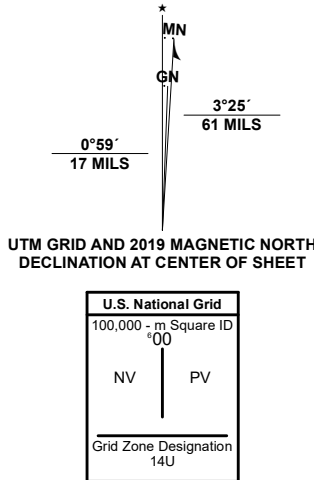 ★
MN
GN
3°25´
61 MILS
0°59´
17 MILS
UTM GRID AND 2019 MAGNETIC NORTH
DECLINATION AT CENTER OF SHEET
U.S. National Grid
100,000 - m Square ID
⁶00
NV PV
Grid Zone Designation
14U